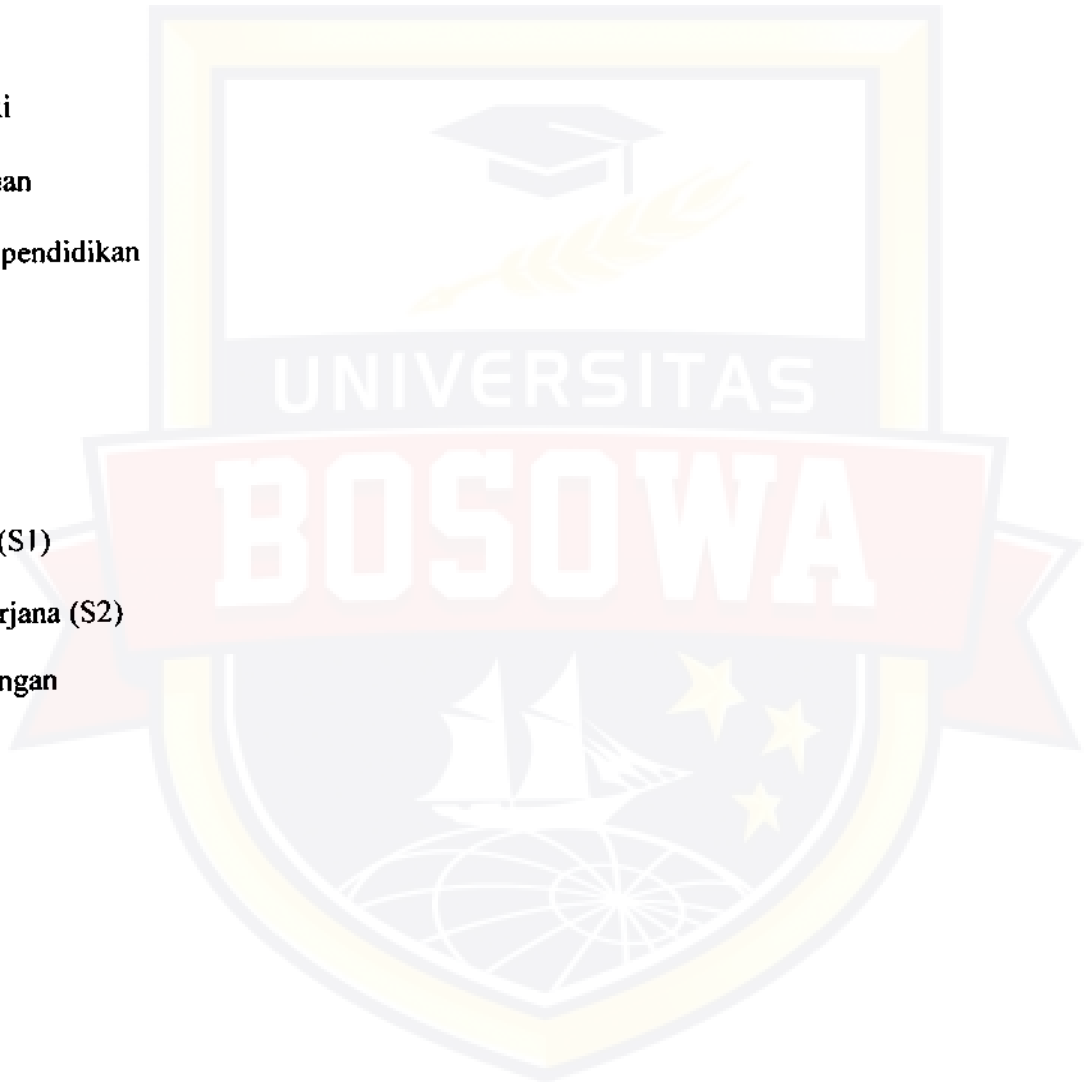 i
an
pendidikan
UNIVERSITAS
BOSOWA
(S1)
rjana (S2)
ngan